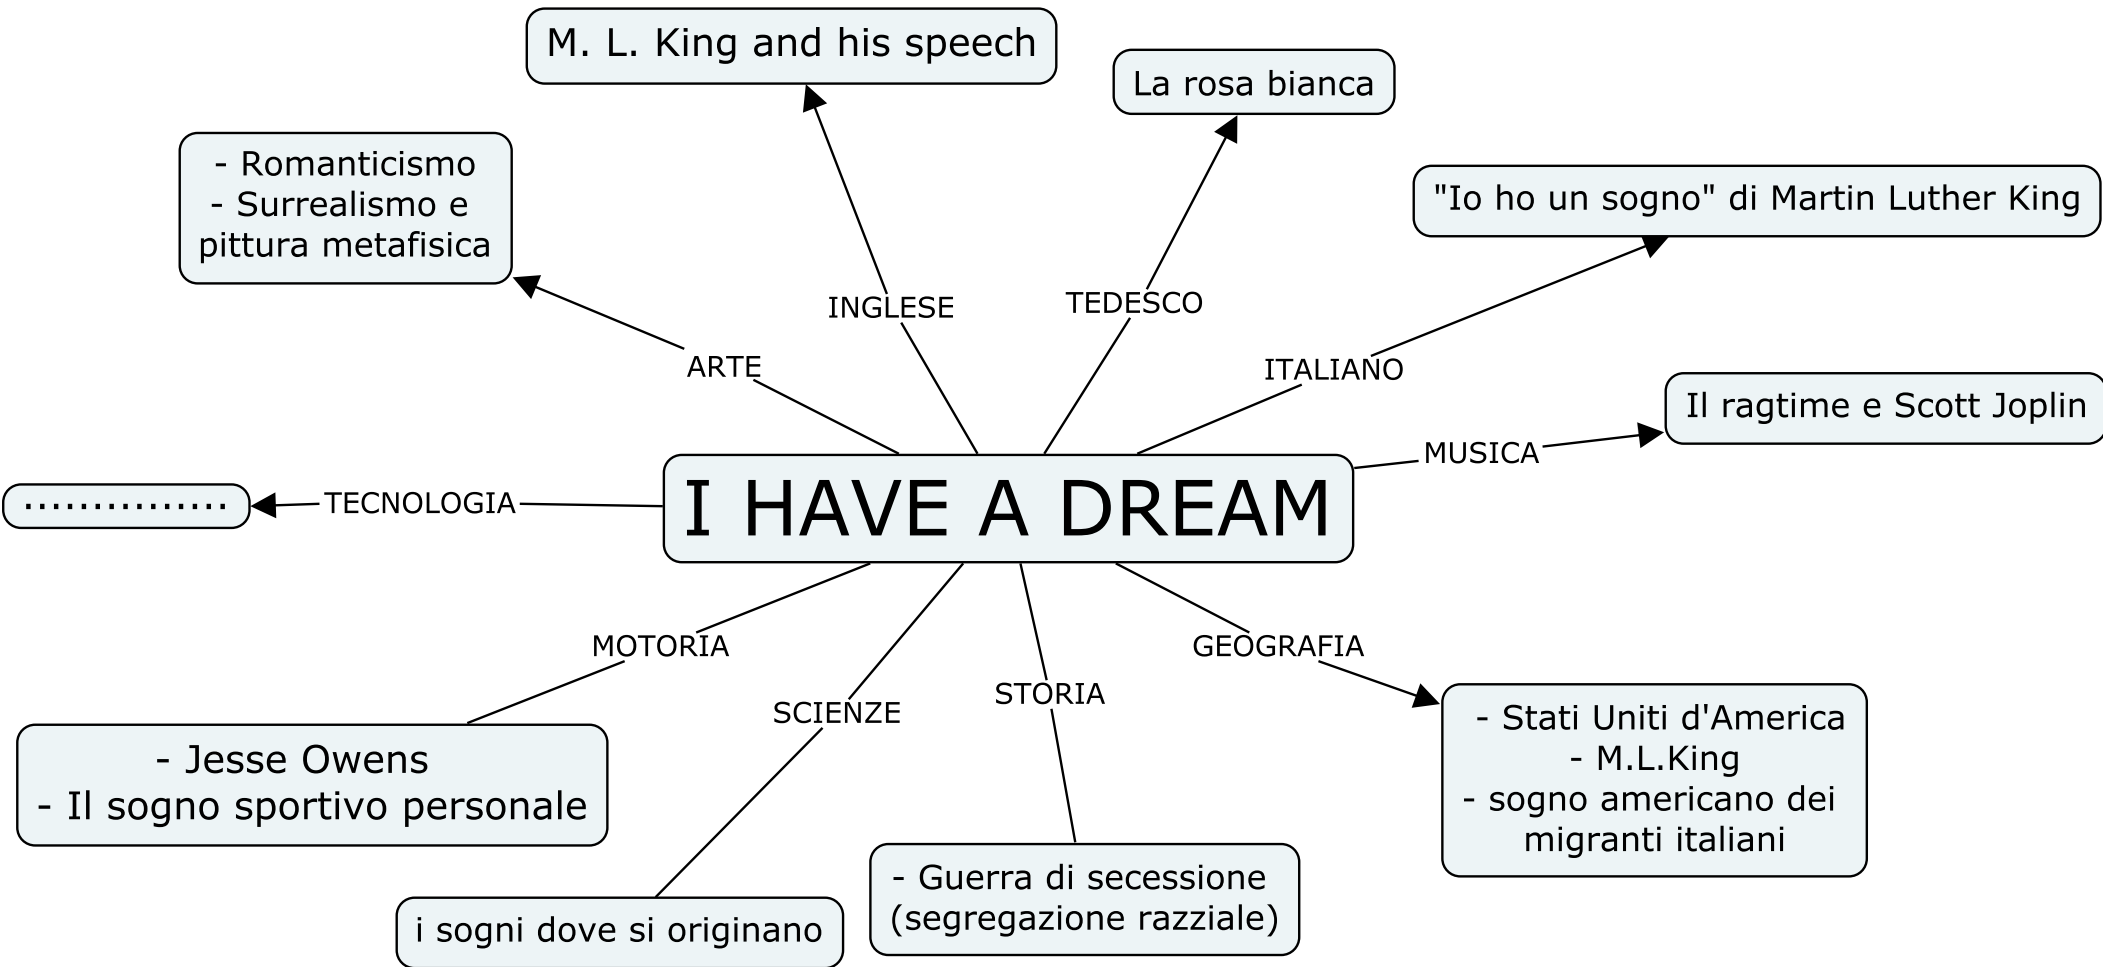 M. L. King and his speech
La rosa bianca
- Romanticismo
- Surrealismo e
pittura metafisica
"Io ho un sogno" di Martin Luther King
INGLESE
TEDESCO
ARTE
ITALIANO
Il ragtime e Scott Joplin
MUSICA
...............
TECNOLOGIA
I HAVE A DREAM
MOTORIA
GEOGRAFIA
SCIENZE
STORIA
- Jesse Owens
- Il sogno sportivo personale
- Stati Uniti d'America
- M.L.King
- sogno americano dei
migranti italiani
- Guerra di secessione
(segregazione razziale)
i sogni dove si originano